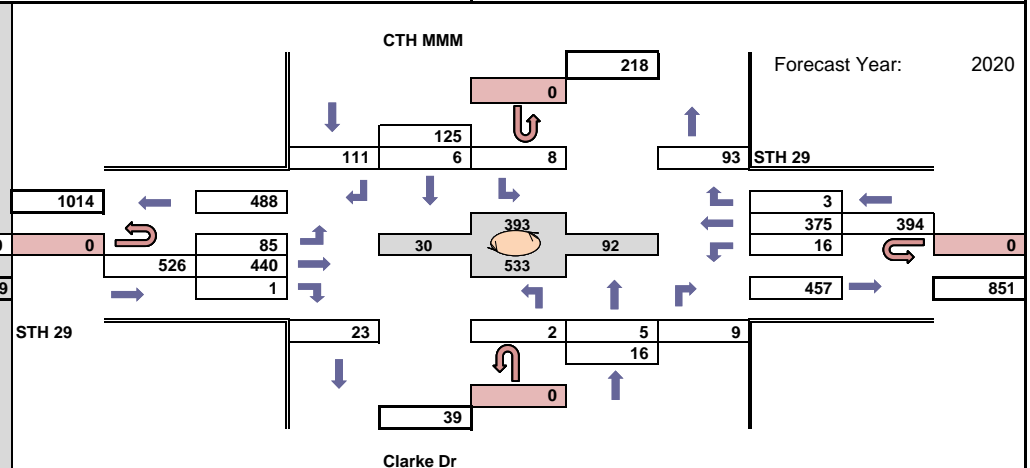 CTH MMM
218
Forecast Year: 2020
0
125
111 6 8 93 STH 29
1014 488 3
393 375 394
0 0 85 30 92 16 0
526 440 533
9 1 457 851
STH 29 23 2 5 9
16
0
39
Clarke Dr